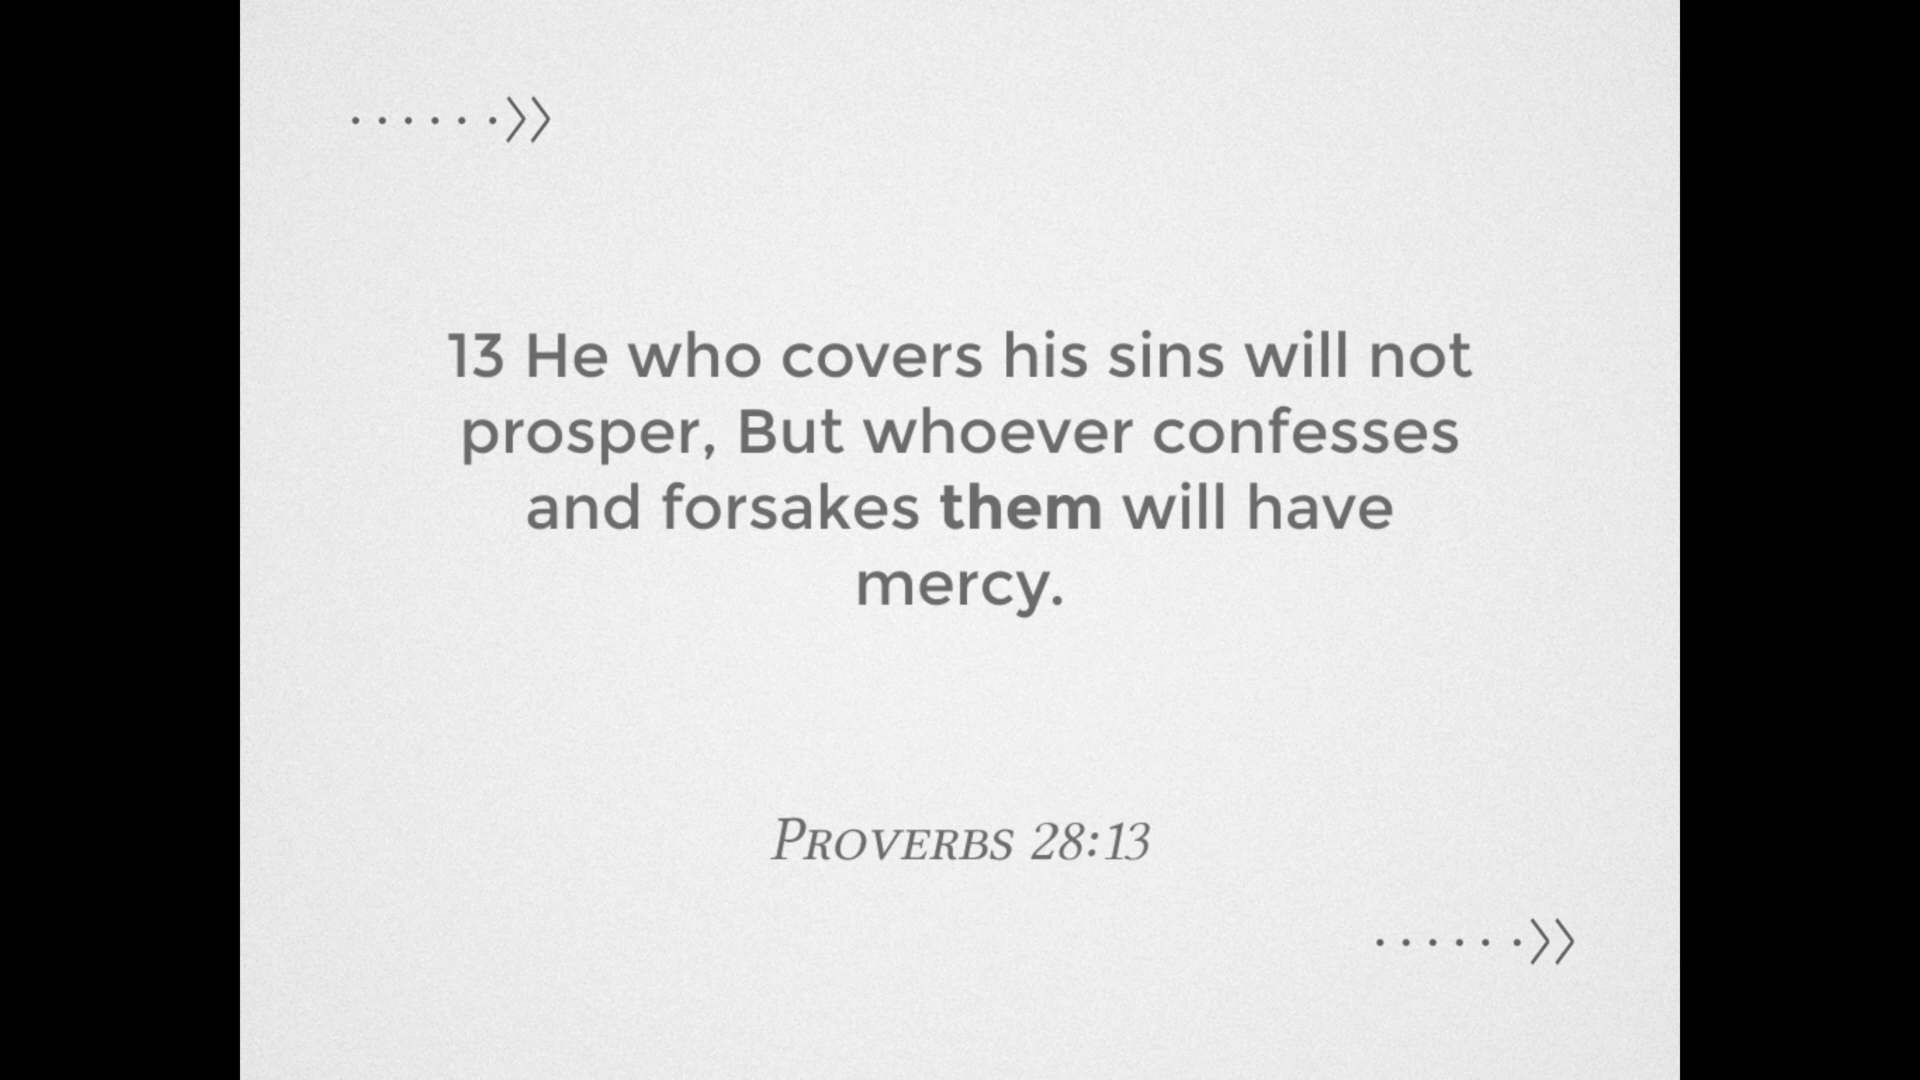 13 He who covers his sins will not
prosper, But whoever confesses
and forsakes them will have
mercy.
Proverbs 28:13